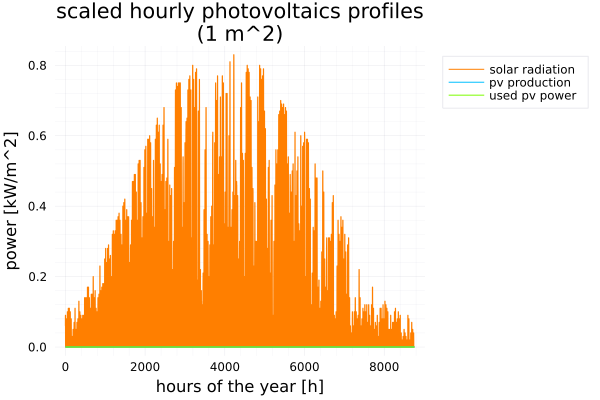 scaled hourly photovoltaics profiles
(1 m^2)
solar radiation
pv production
used pv power
power [kW/m^2]
0.8
0.6
0.4
0.2
0.0
0
2000
4000
6000
8000
hours of the year [h]